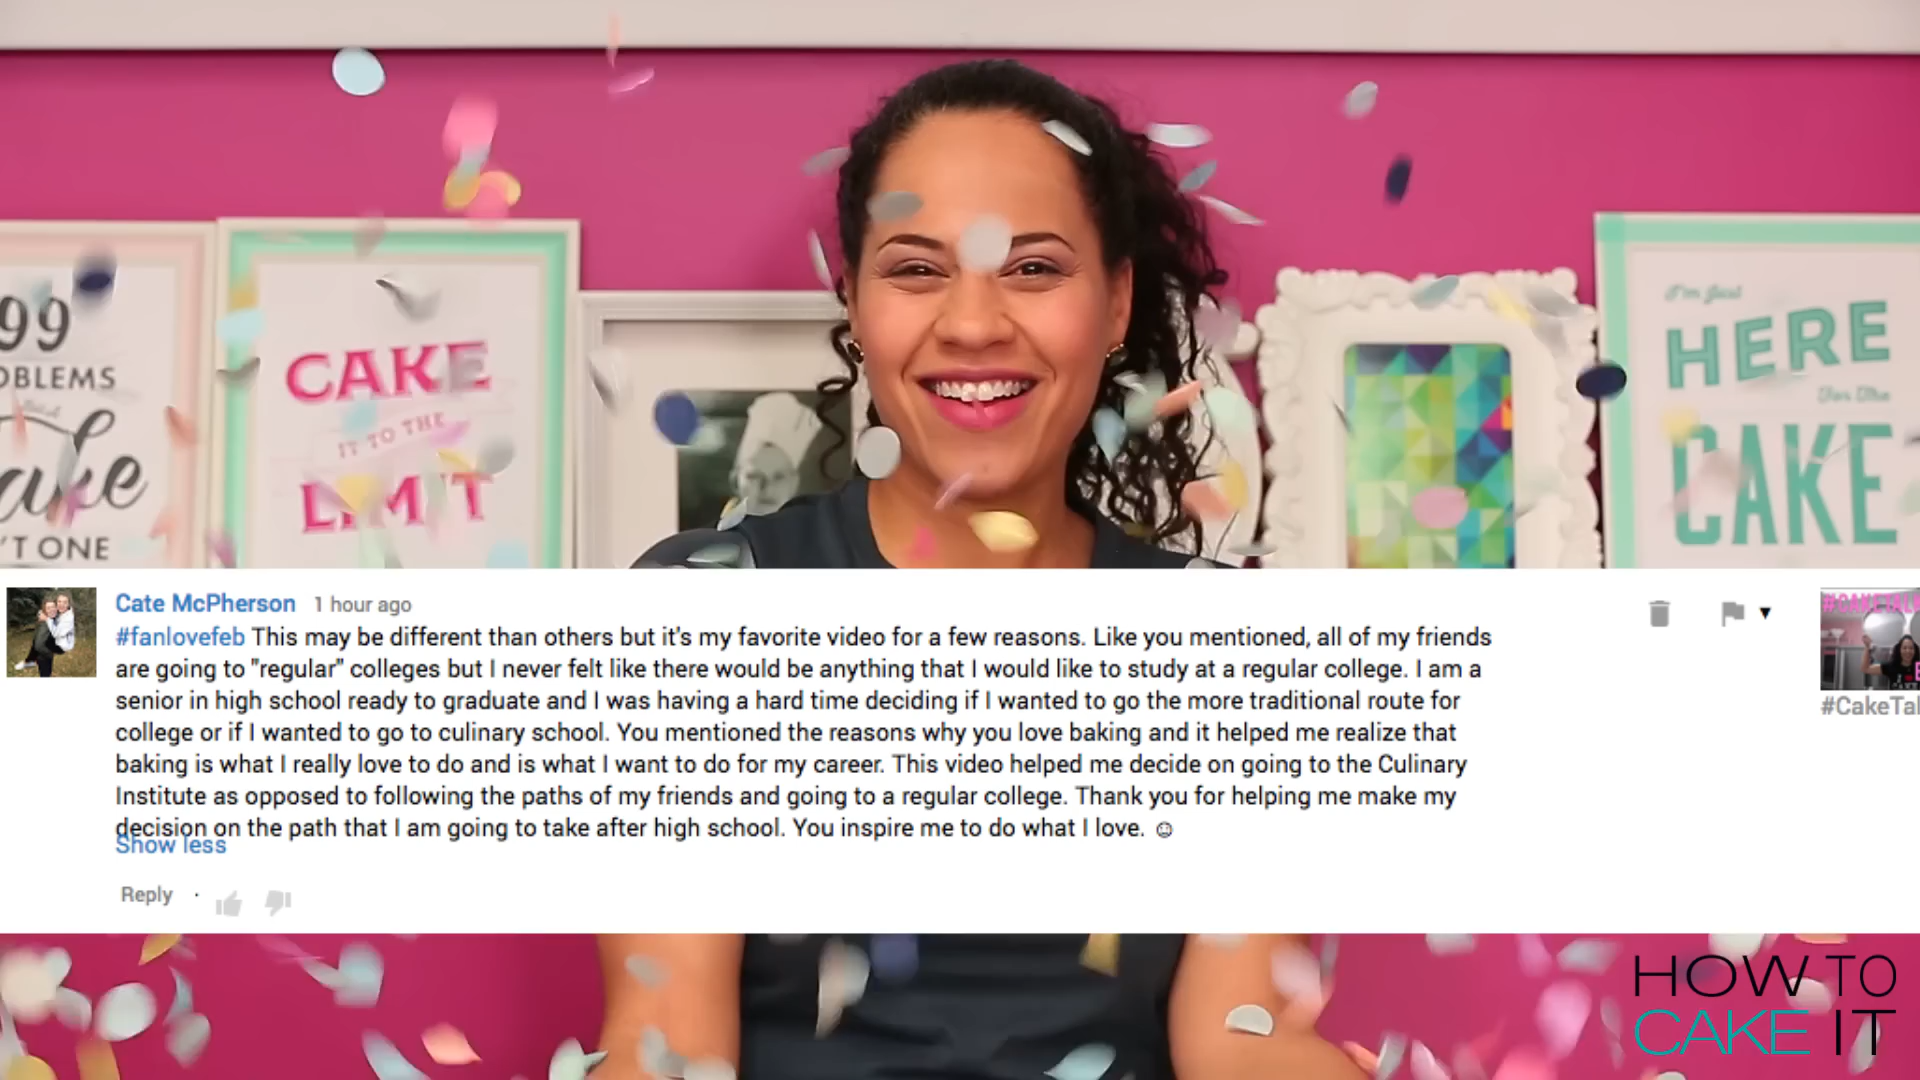 99
OBLEMS
ake
'T ONE
CAKE
IT TO THE
LIMIT
I'm Just
HERE
For the
CAKE
Cate McPherson 1 hour ago
#fanlovefeb This may be different than others but it's my favorite video for a few reasons. Like you mentioned, all of my friends
are going to "regular" colleges but I never felt like there would be anything that I would like to study at a regular college. I am a
senior in high school ready to graduate and I was having a hard time deciding if I wanted to go the more traditional route for
college or if I wanted to go to culinary school. You mentioned the reasons why you love baking and it helped me realize that
baking is what I really love to do and is what I want to do for my career. This video helped me decide on going to the Culinary
Institute as opposed to following the paths of my friends and going to a regular college. Thank you for helping me make my
decision on the path that I am going to take after high school. You inspire me to do what I love. ☺
Show less
Reply ·
#CAKETALK
#CakeTal
HOW TO
CAKE IT